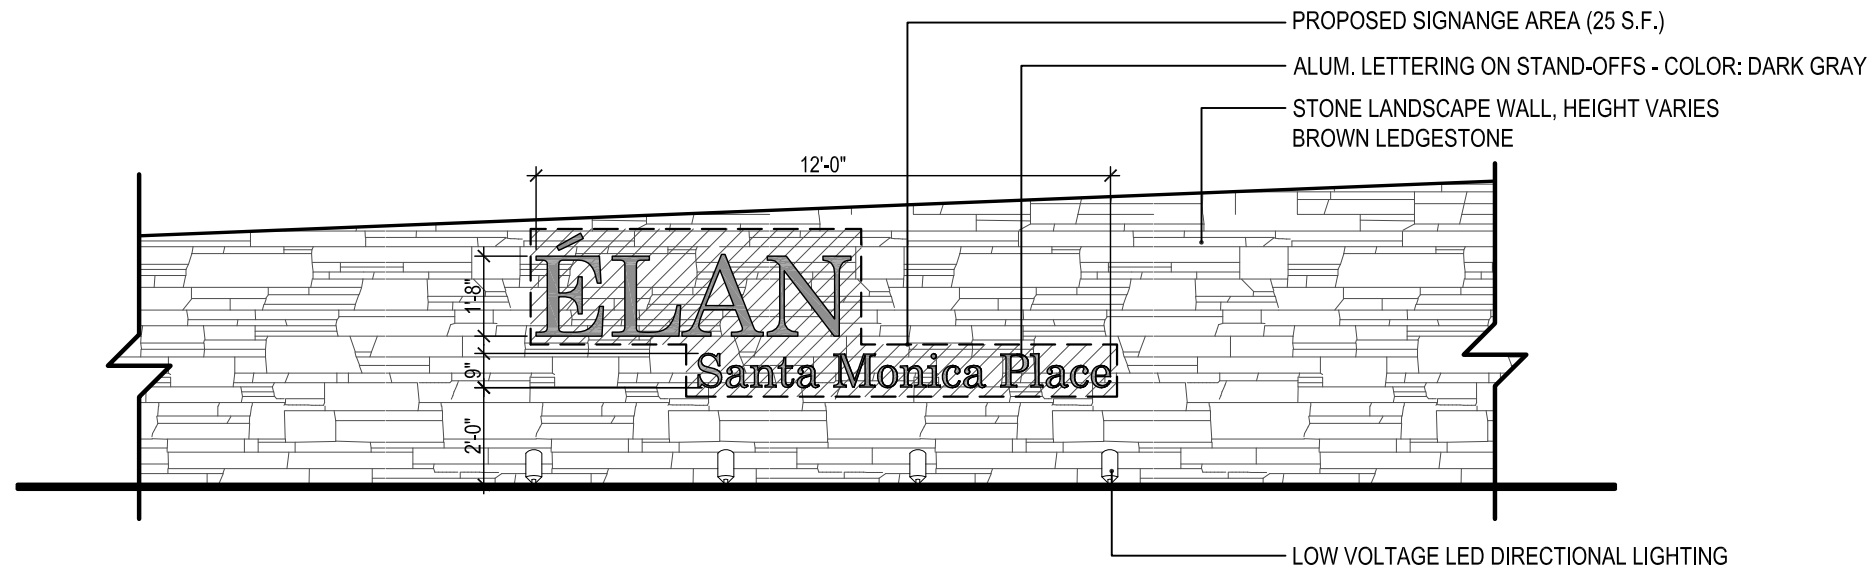 PROPOSED SIGNANGE AREA (25 S.F.)
ALUM. LETTERING ON STAND-OFFS - COLOR: DARK GRAY
STONE LANDSCAPE WALL, HEIGHT VARIES
BROWN LEDGESTONE
12'-0"
1'-8"
ÉLAN
9"
Santa Monica Place
2'-0"
LOW VOLTAGE LED DIRECTIONAL LIGHTING